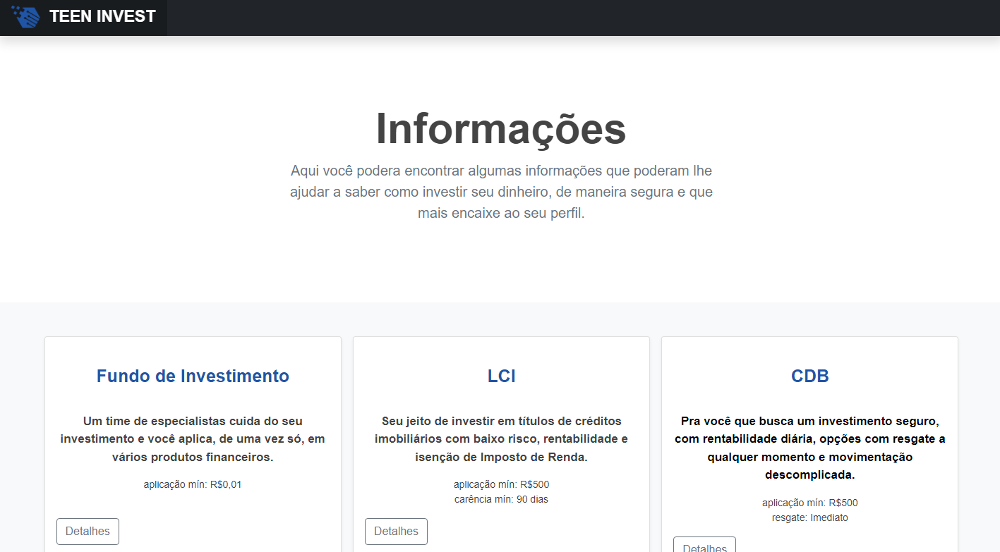 TEEN INVEST
Informações
Aqui você podera encontrar algumas informações que poderam lhe
ajudar a saber como investir seu dinheiro, de maneira segura e que
mais encaixe ao seu perfil.
Fundo de Investimento
Um time de especialistas cuida do seu
investimento e você aplica, de uma vez só, em
vários produtos financeiros.
aplicação mín: R$0,01
Detalhes
LCI
Seu jeito de investir em títulos de créditos
imobiliários com baixo risco, rentabilidade e
isenção de Imposto de Renda.
aplicação mín: R$500
carência mín: 90 dias
Detalhes
CDB
Pra você que busca um investimento seguro,
com rentabilidade diária, opções com resgate a
qualquer momento e movimentação
descomplicada.
aplicação mín: R$500
resgate: Imediato
Detalhes